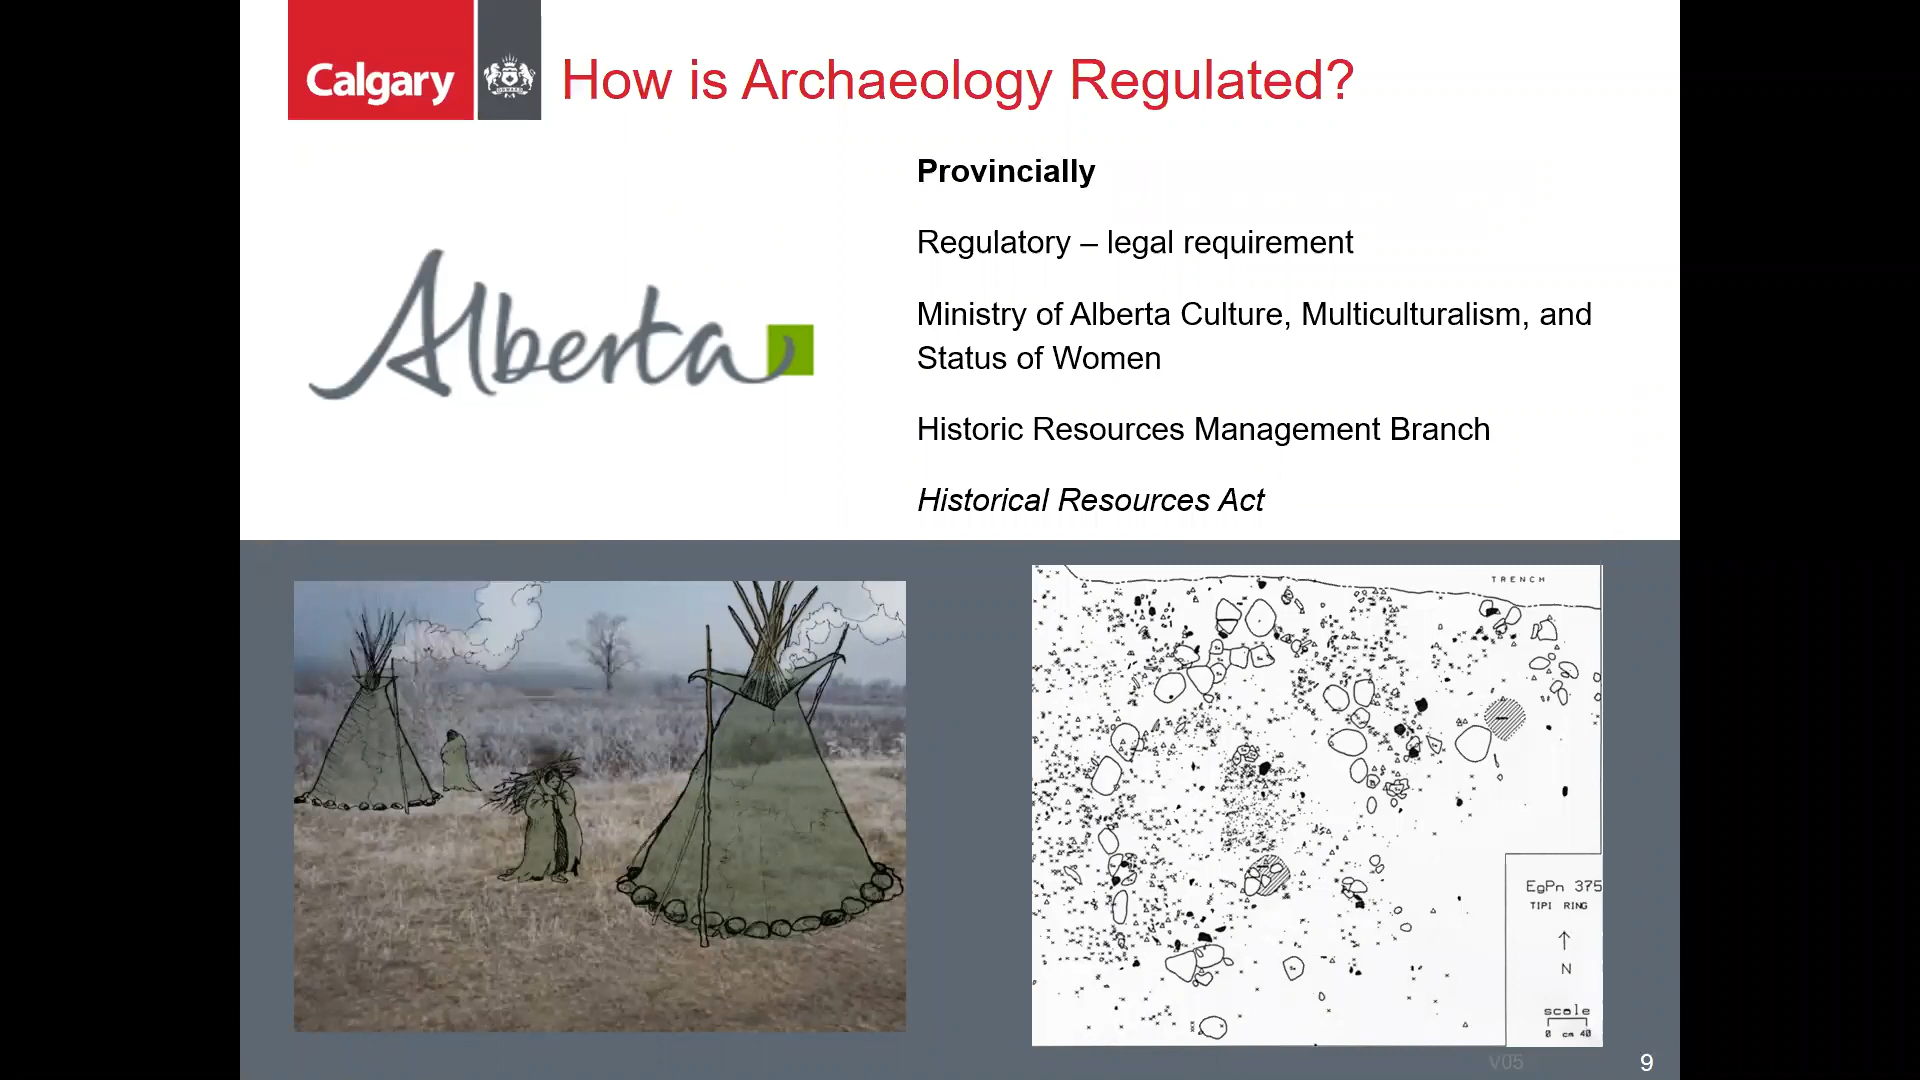 Calgary
ONWARD
How is Archaeology Regulated?
Alberta
Provincially
Regulatory – legal requirement
Ministry of Alberta Culture, Multiculturalism, and
Status of Women
Historic Resources Management Branch
Historical Resources Act
TRENCH
EgPn 375
TIPI RING
N
scale
0 cm 40
V05
9